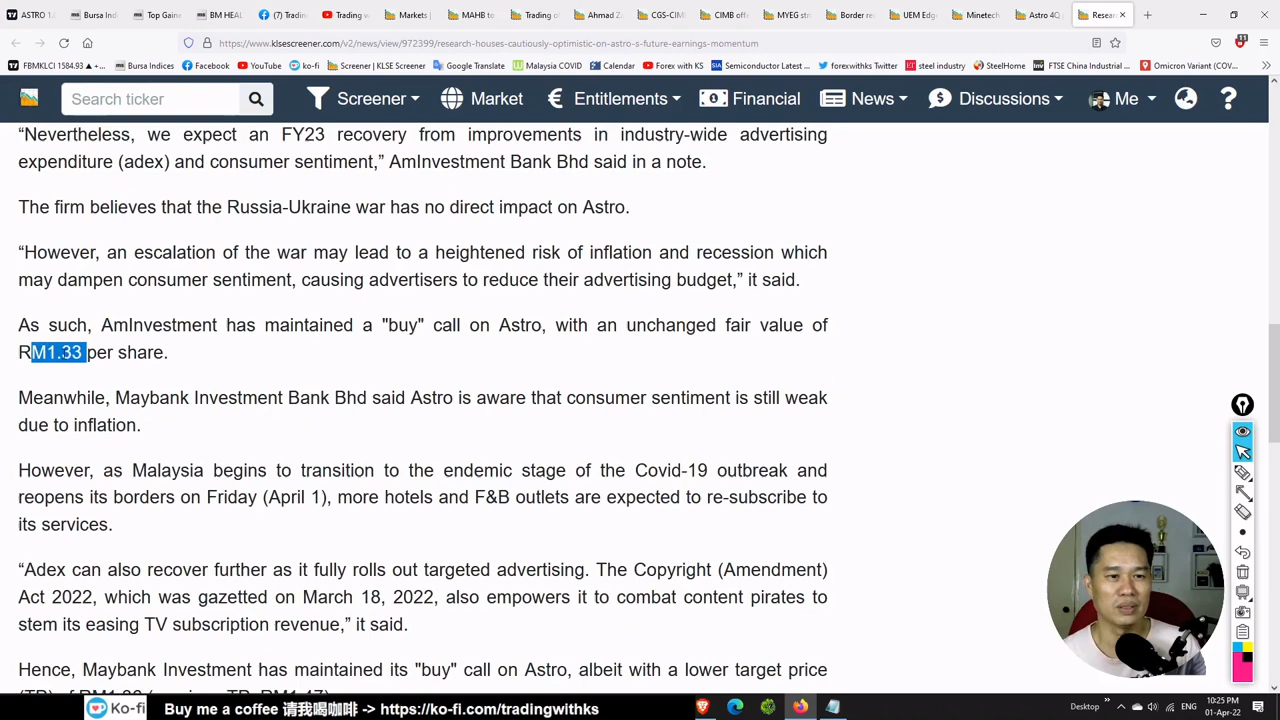 ASTRO 1.0
Bursa Indi
Top Gaine
BM HEAL
(7) Tradin
Trading w
Markets |
MAHB to
Trading of
Ahmad Za
CGS-CIM
CIMB off
MYEG str
Border re
UEM Edg
Minetech
Astro 4Q
Resear
https://www.klsescreener.com/v2/news/view/972399/research-houses-cautiously-optimistic-on-astro-s-future-earnings-momentum
11
FBMKLCI 1584.93 ▲ +...
Bursa Indices
Facebook
YouTube
ko-fi
Screener | KLSE Screener
Google Translate
Malaysia COVID
Calendar
Forex with KS
Semiconductor Latest ...
forexwithks Twitter
steel industry
SteelHome
FTSE China Industrial ...
Omicron Variant (COV...
Search ticker
Screener
Market
Entitlements
Financial
News
Discussions
Me
“Nevertheless, we expect an FY23 recovery from improvements in industry-wide advertising
expenditure (adex) and consumer sentiment,” AmInvestment Bank Bhd said in a note.
The firm believes that the Russia-Ukraine war has no direct impact on Astro.
“However, an escalation of the war may lead to a heightened risk of inflation and recession which
may dampen consumer sentiment, causing advertisers to reduce their advertising budget,” it said.
As such, AmInvestment has maintained a "buy" call on Astro, with an unchanged fair value of
RM1.33 per share.
Meanwhile, Maybank Investment Bank Bhd said Astro is aware that consumer sentiment is still weak
due to inflation.
However, as Malaysia begins to transition to the endemic stage of the Covid-19 outbreak and
reopens its borders on Friday (April 1), more hotels and F&B outlets are expected to re-subscribe to
its services.
“Adex can also recover further as it fully rolls out targeted advertising. The Copyright (Amendment)
Act 2022, which was gazetted on March 18, 2022, also empowers it to combat content pirates to
stem its easing TV subscription revenue,” it said.
Hence, Maybank Investment has maintained its "buy" call on Astro, albeit with a lower target price
Ko-fi
Buy me a coffee 请我喝咖啡 -> https://ko-fi.com/tradingwithks
Desktop
ENG
10:25 PM
01-Apr-22